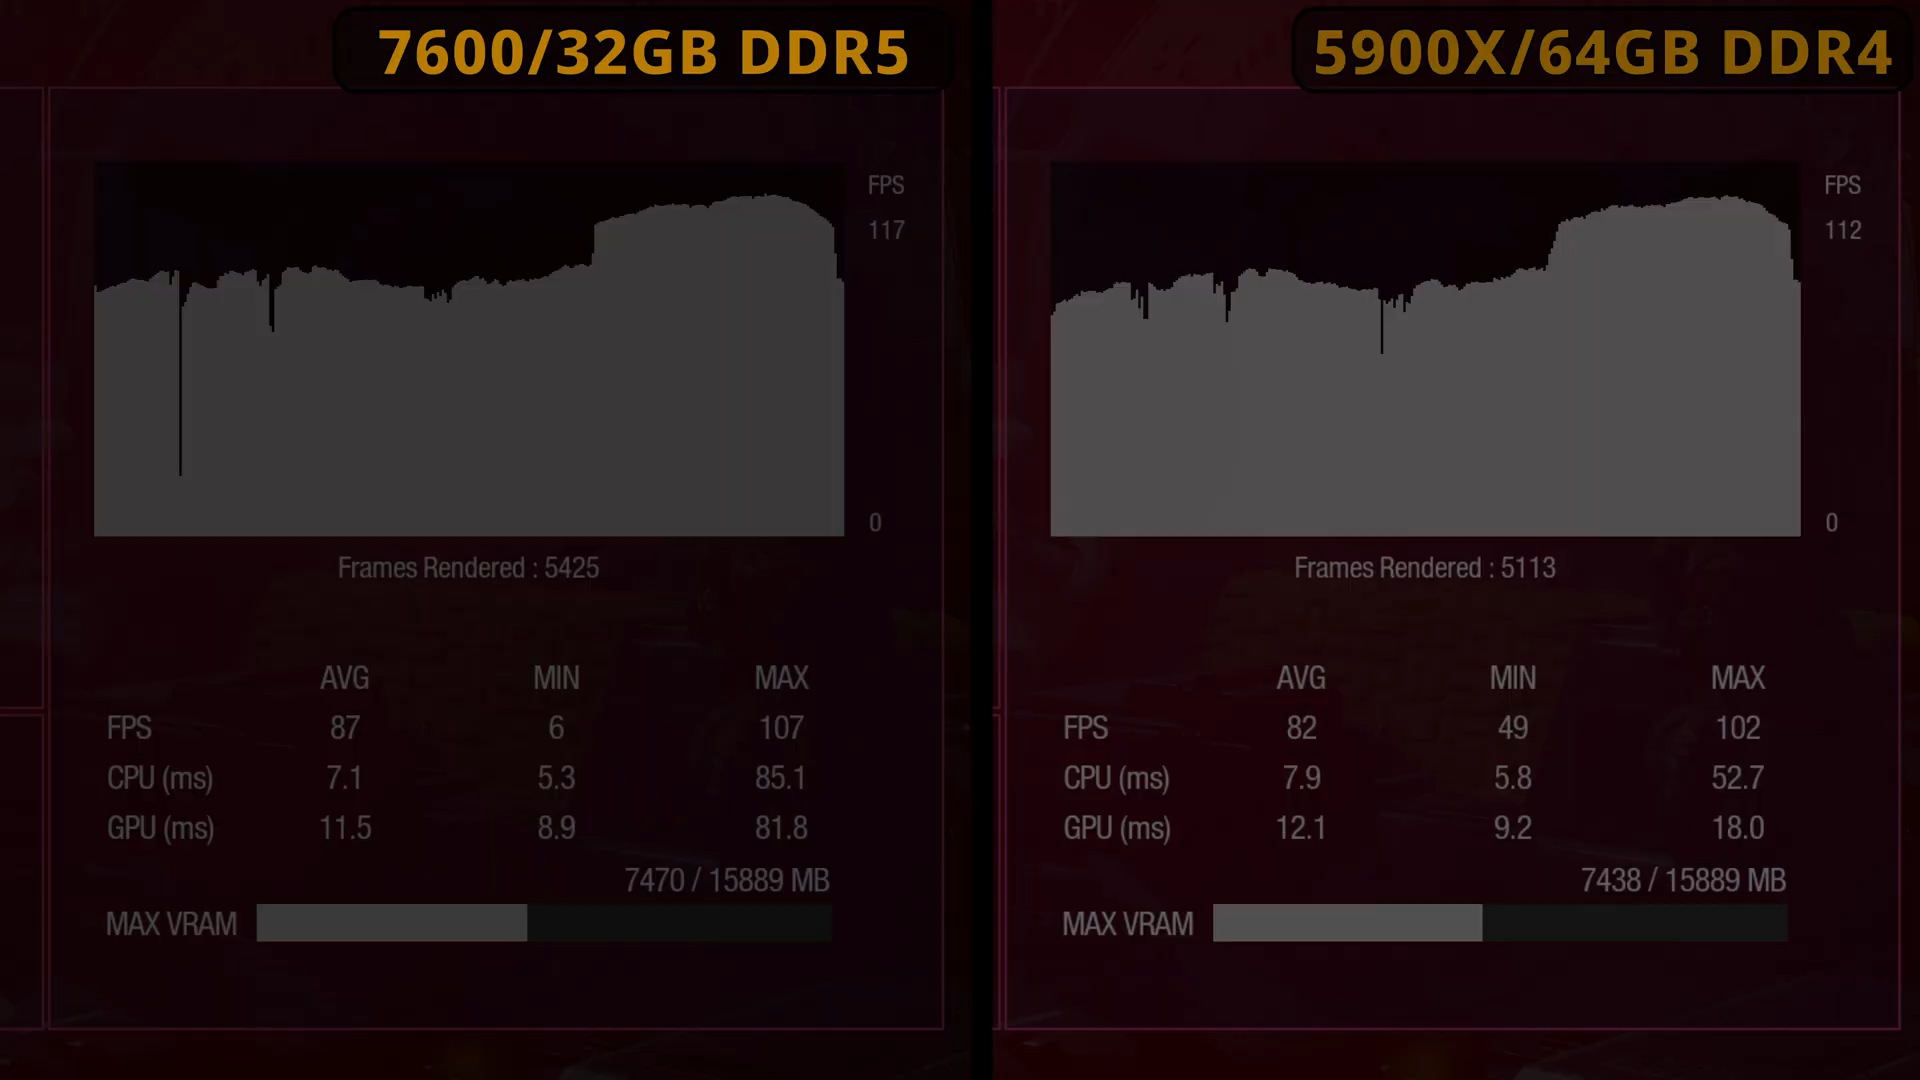 7600/32GB DDR5
FPS
117
0
Frames Rendered : 5425
AVG MIN MAX
FPS 87 6 107
CPU (ms) 7.1 5.3 85.1
GPU (ms) 11.5 8.9 81.8
7470 / 15889 MB
MAX VRAM
5900X/64GB DDR4
FPS
112
0
Frames Rendered : 5113
AVG MIN MAX
FPS 82 49 102
CPU (ms) 7.9 5.8 52.7
GPU (ms) 12.1 9.2 18.0
7438 / 15889 MB
MAX VRAM